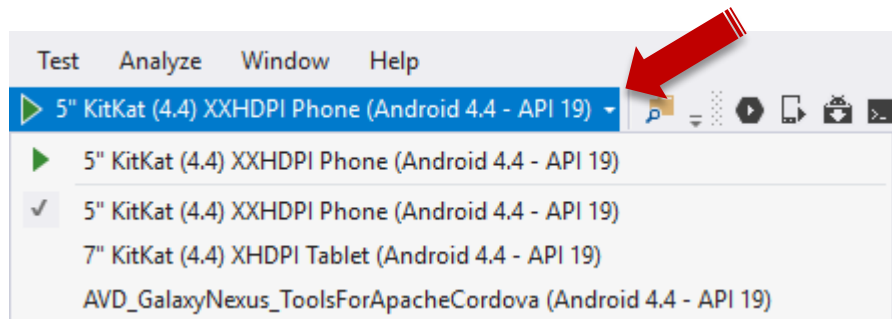 Test Analyze Window Help
5" KitKat (4.4) XXHDPI Phone (Android 4.4 - API 19)
5" KitKat (4.4) XXHDPI Phone (Android 4.4 - API 19)
5" KitKat (4.4) XXHDPI Phone (Android 4.4 - API 19)
7" KitKat (4.4) XHDPI Tablet (Android 4.4 - API 19)
AVD_GalaxyNexus_ToolsForApacheCordova (Android 4.4 - API 19)